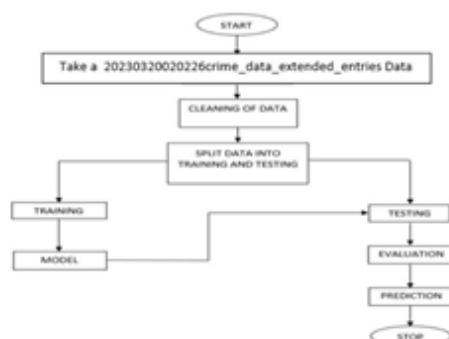 START
Take a 20230320020226crime_data_extended_entries Data
CLEANING OF DATA
SPLIT DATA INTO
TRAINING AND TESTING
TRAINING
TESTING
MODEL
EVALUATION
PREDICTION
STOP